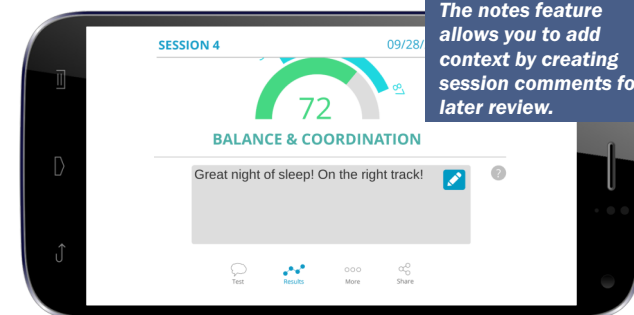 SESSION 4
09/28/
The notes feature
allows you to add
context by creating
session comments fo
later review.
87
72
BALANCE & COORDINATION
Great night of sleep! On the right track!
?
Test
Results
More
Share